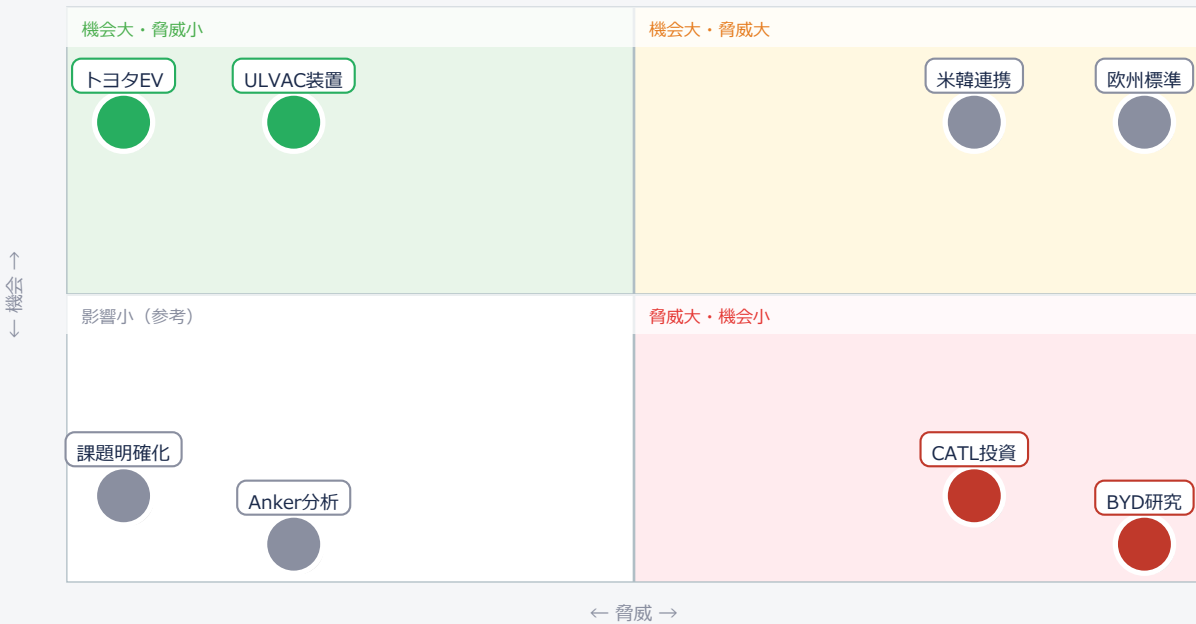 機会大・脅威小
機会大・脅威大
トヨタEV
ULVAC装置
米韓連携
欧州標準
← 機会 →
影響小（参考）
脅威大・機会小
課題明確化
Anker分析
CATL投資
BYD研究
← 脅威 →